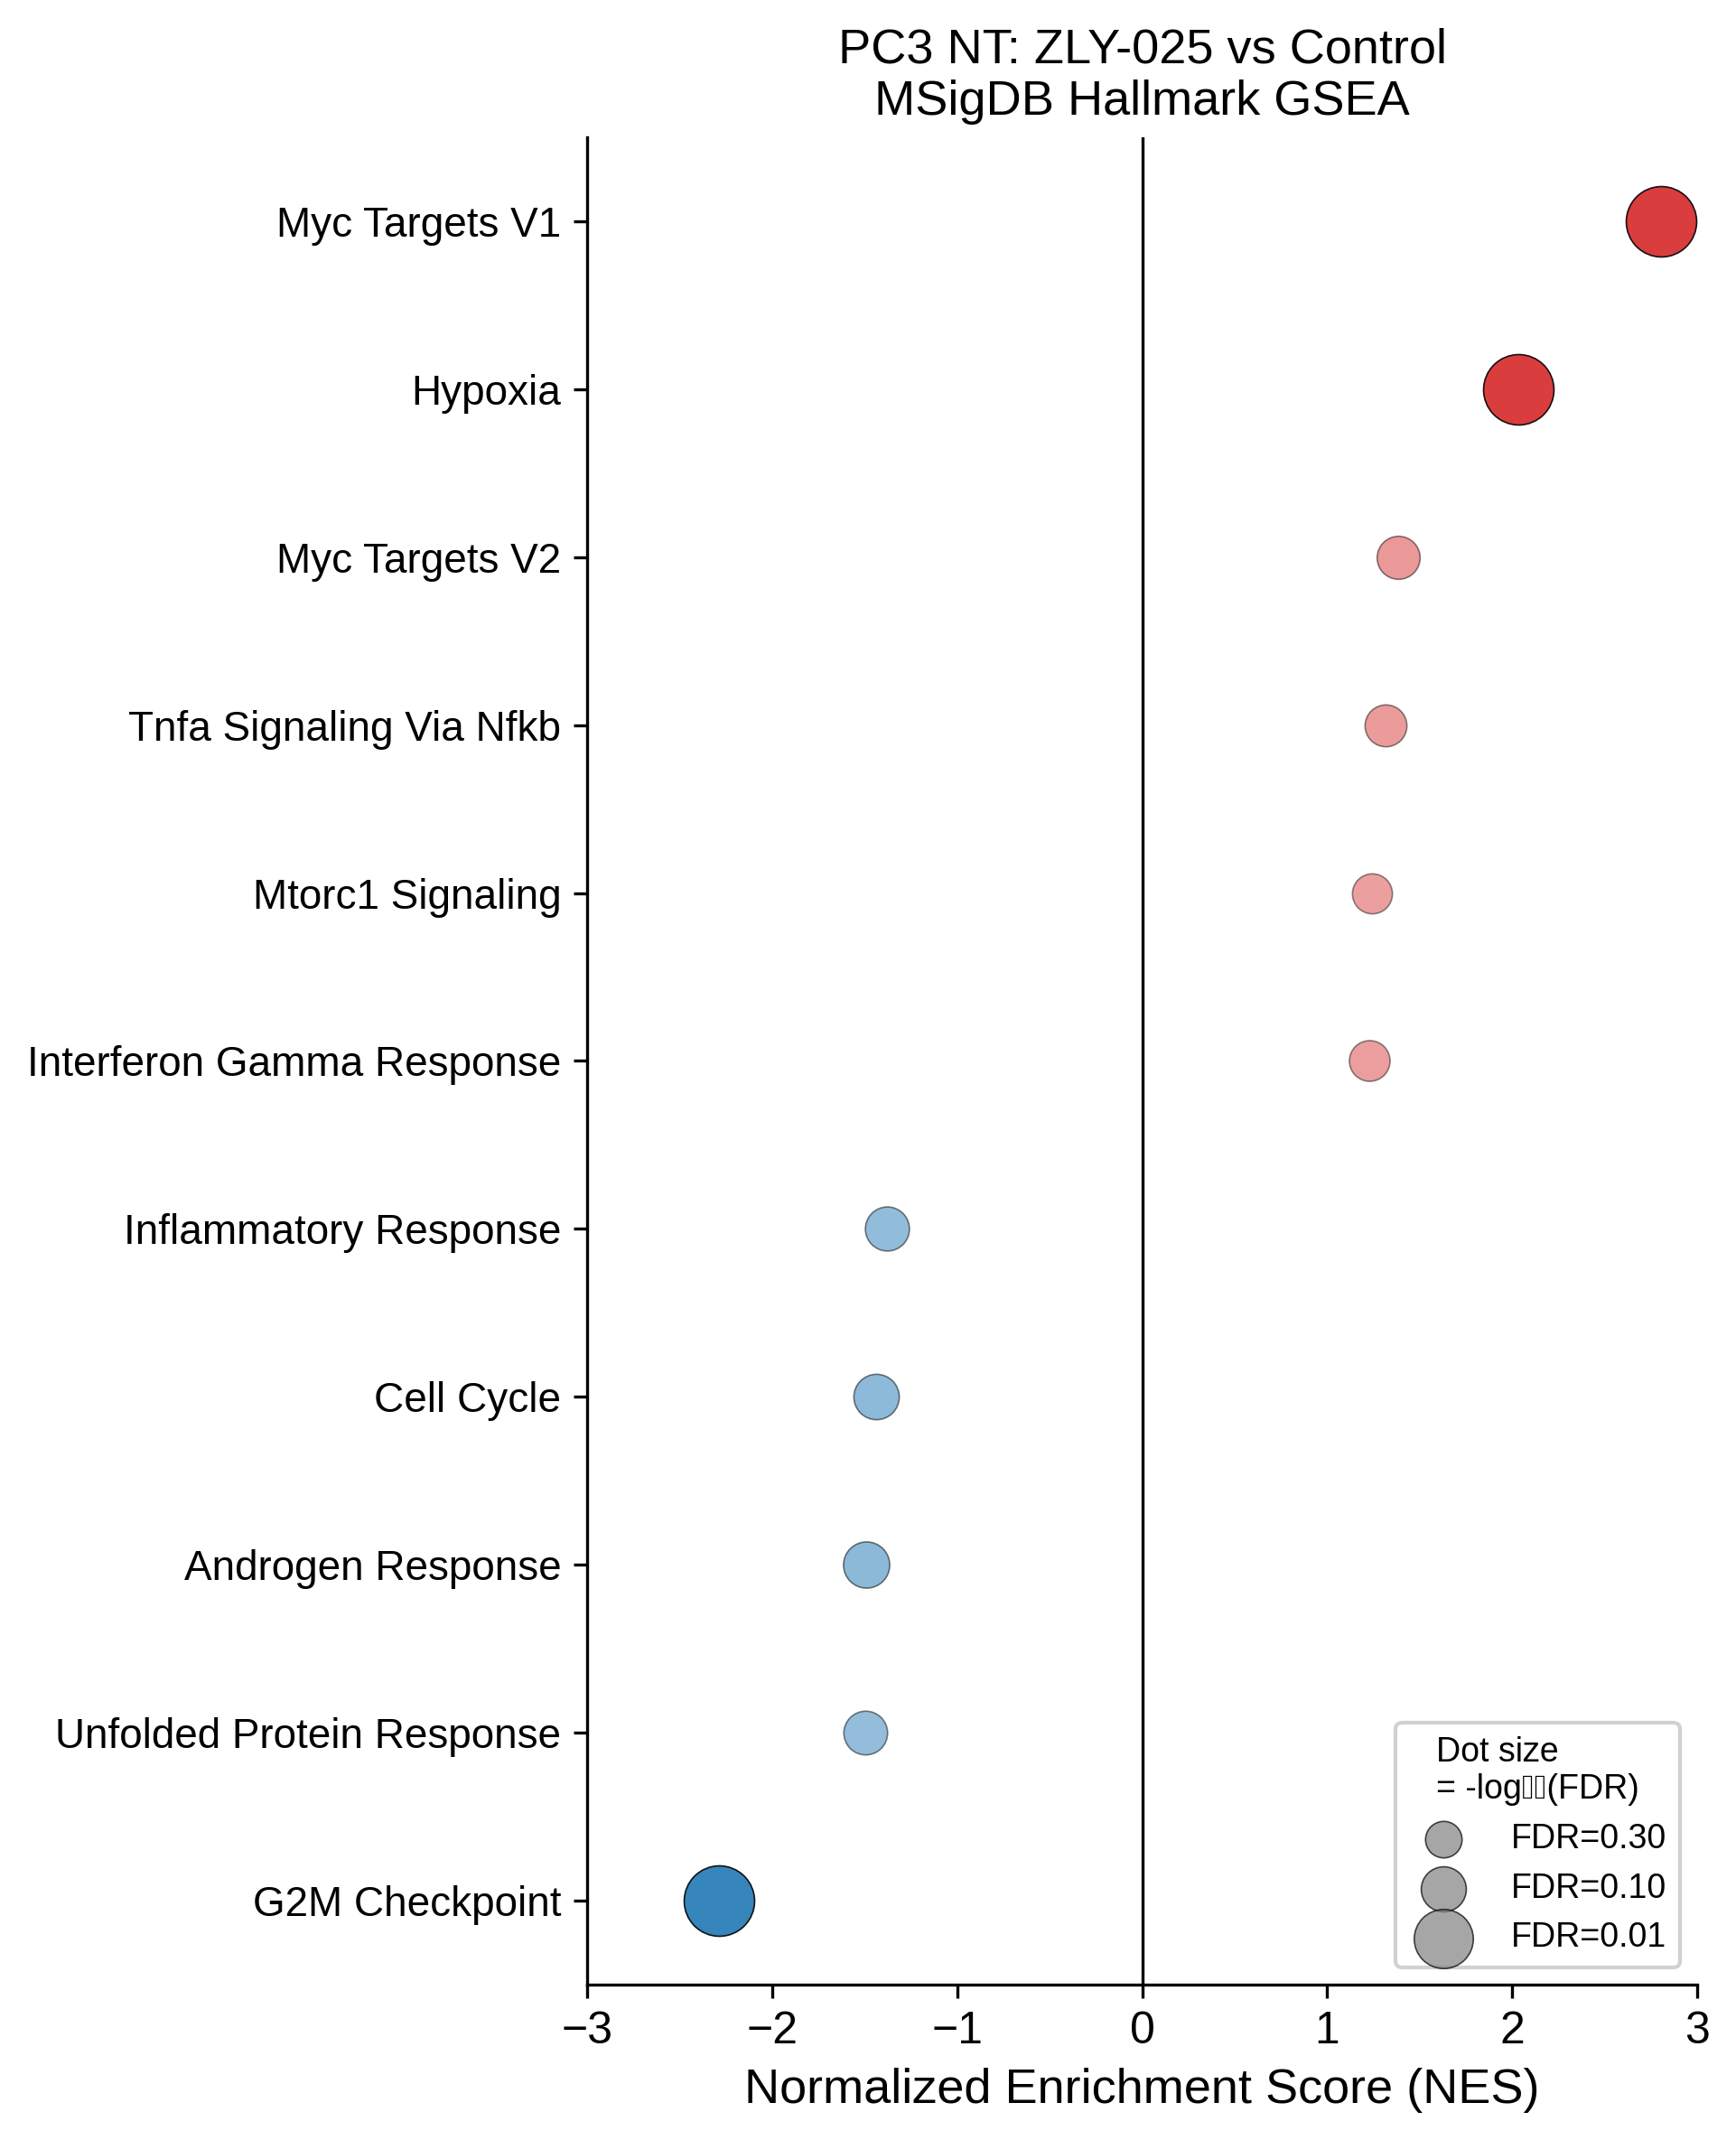 PC3 NT: ZLY-025 vs Control
MSigDB Hallmark GSEA
Myc Targets V1
Hypoxia
Myc Targets V2
Tnfa Signaling Via Nfkb
Mtorc1 Signaling
Interferon Gamma Response
Inflammatory Response
Cell Cycle
Androgen Response
Unfolded Protein Response
G2M Checkpoint
Dot size
= -log▯▯(FDR)
FDR=0.30
FDR=0.10
FDR=0.01
−3 −2 −1 0 1 2 3
Normalized Enrichment Score (NES)